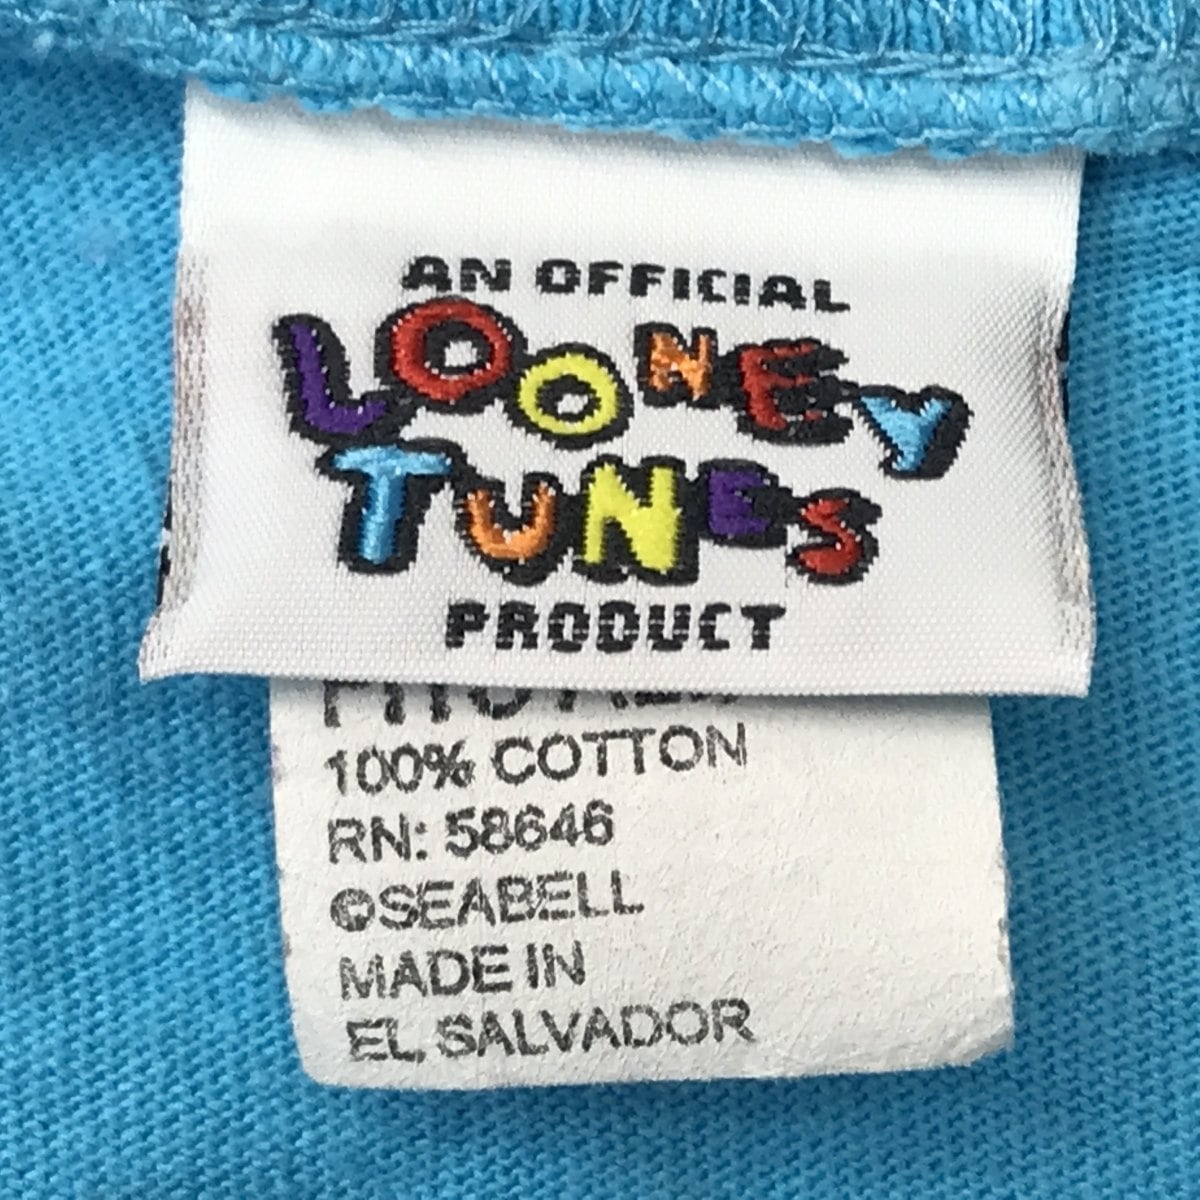 AN OFFICIAL
LOONEY
TUNES
PRODUCT
100% COTTON
RN: 58646
©SEABELL
MADE IN
EL SALVADOR